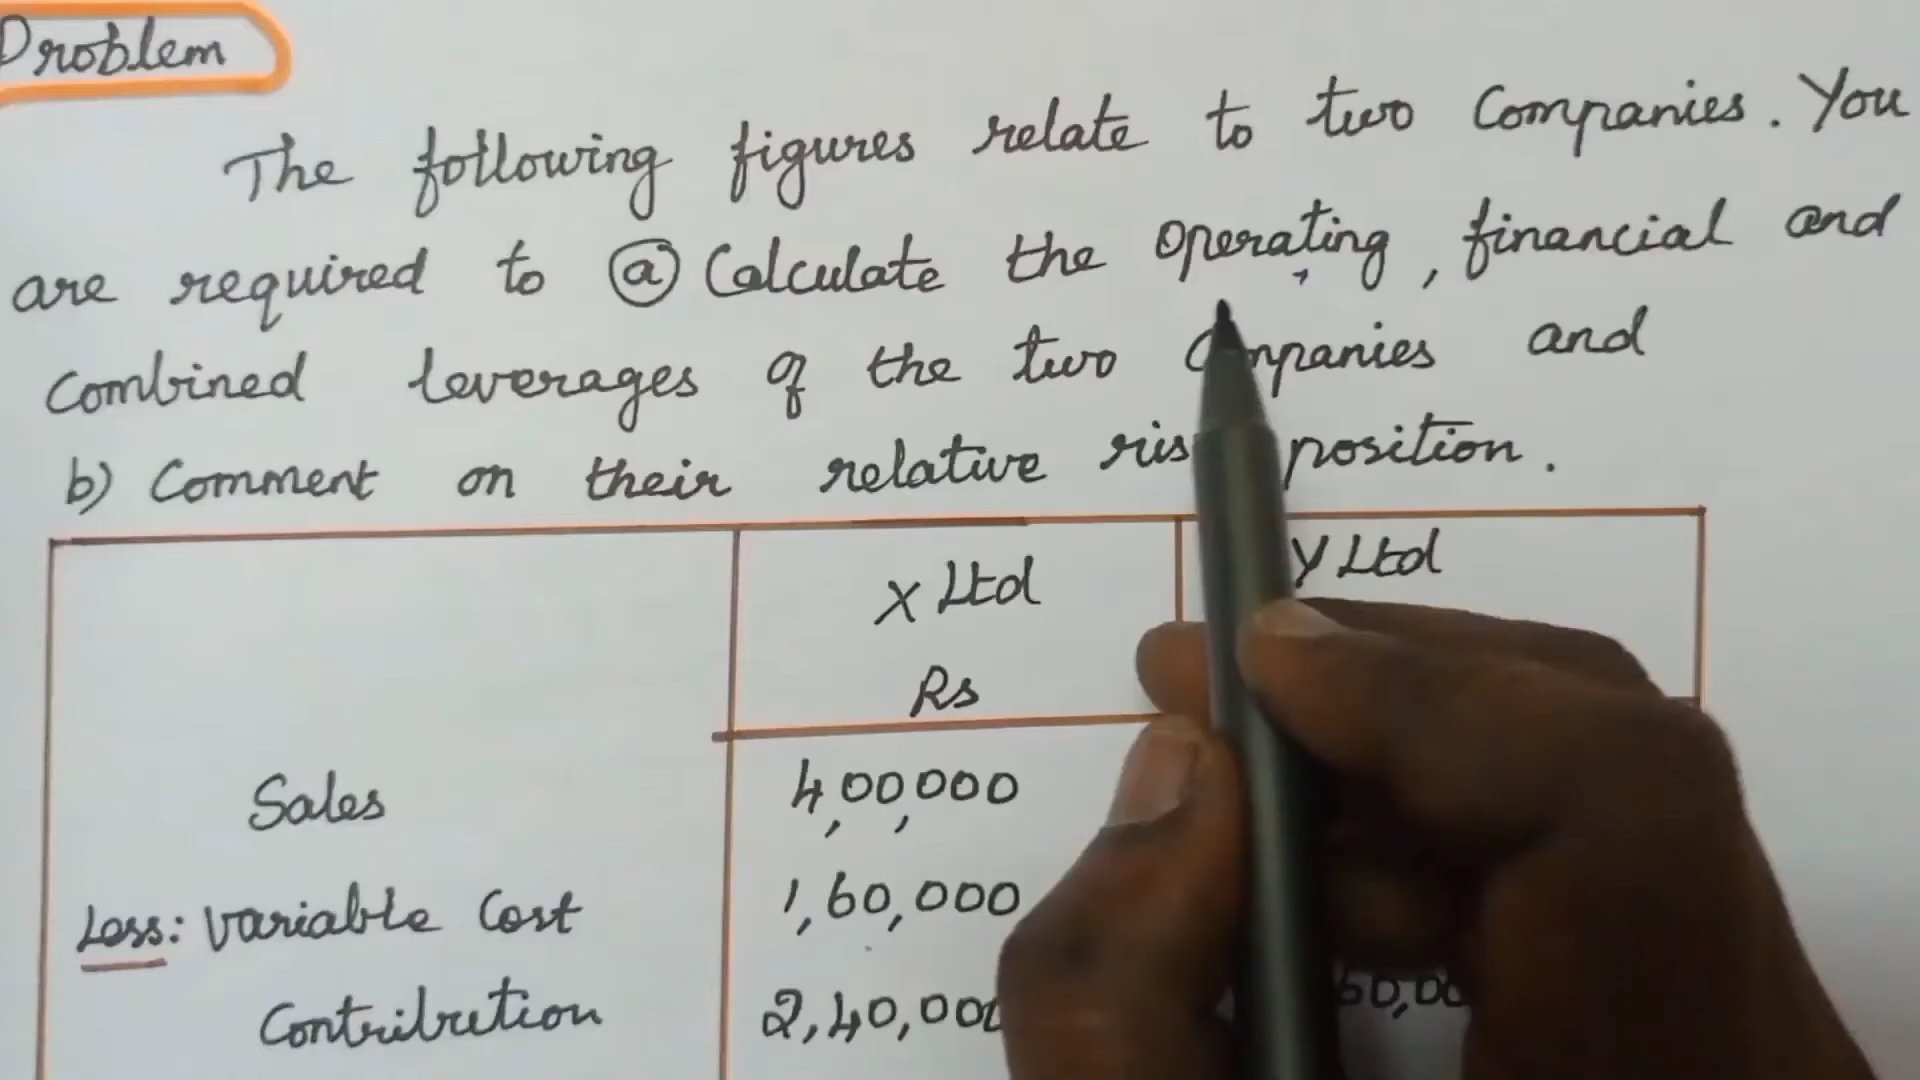 Problem
The following figures relate to two Companies. You
are required to (a) Calculate the operating, financial and
Combined leverages of the two Companies and
b) Comment on their relative position.
X Ltd Y Ltd
Rs
Sales 4,00,000
Less: Variable Cost 1,60,000
Contribution 2,40,000